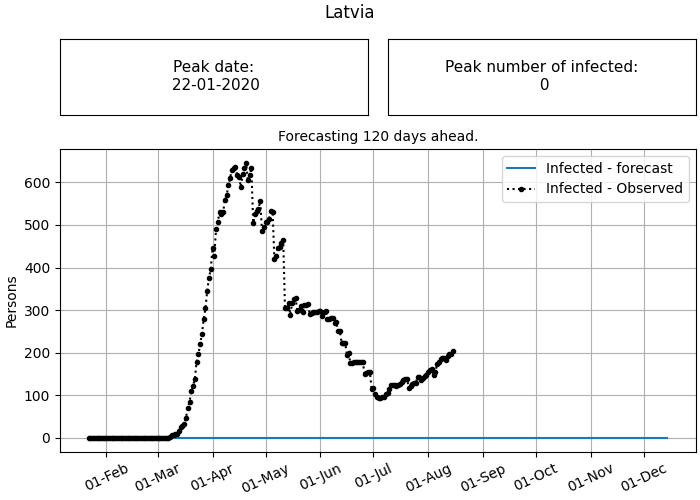 Latvia
Peak date:
22-01-2020
Peak number of infected:
0
Forecasting 120 days ahead.
Infected - forecast
Infected - Observed
Persons
600
500
400
300
200
100
0
01-Feb
01-Mar
01-Apr
01-May
01-Jun
01-Jul
01-Aug
01-Sep
01-Oct
01-Nov
01-Dec